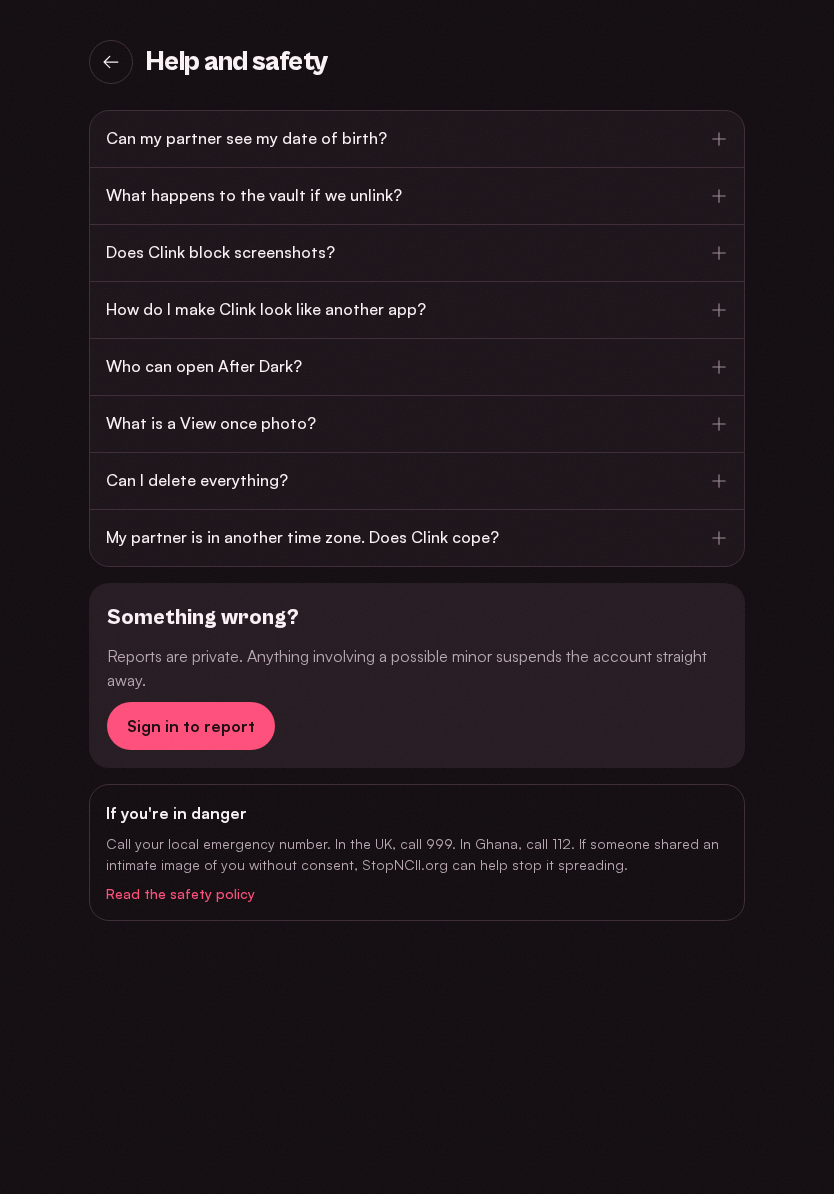 Help and safety
Can my partner see my date of birth?
What happens to the vault if we unlink?
Does Clink block screenshots?
How do I make Clink look like another app?
Who can open After Dark?
What is a View once photo?
Can I delete everything?
My partner is in another time zone. Does Clink cope?
Something wrong?
Reports are private. Anything involving a possible minor suspends the account straight
away.
Sign in to report
If you're in danger
Call your local emergency number. In the UK, call 999. In Ghana, call 112. If someone shared an
intimate image of you without consent, StopNCII.org can help stop it spreading.
Read the safety policy